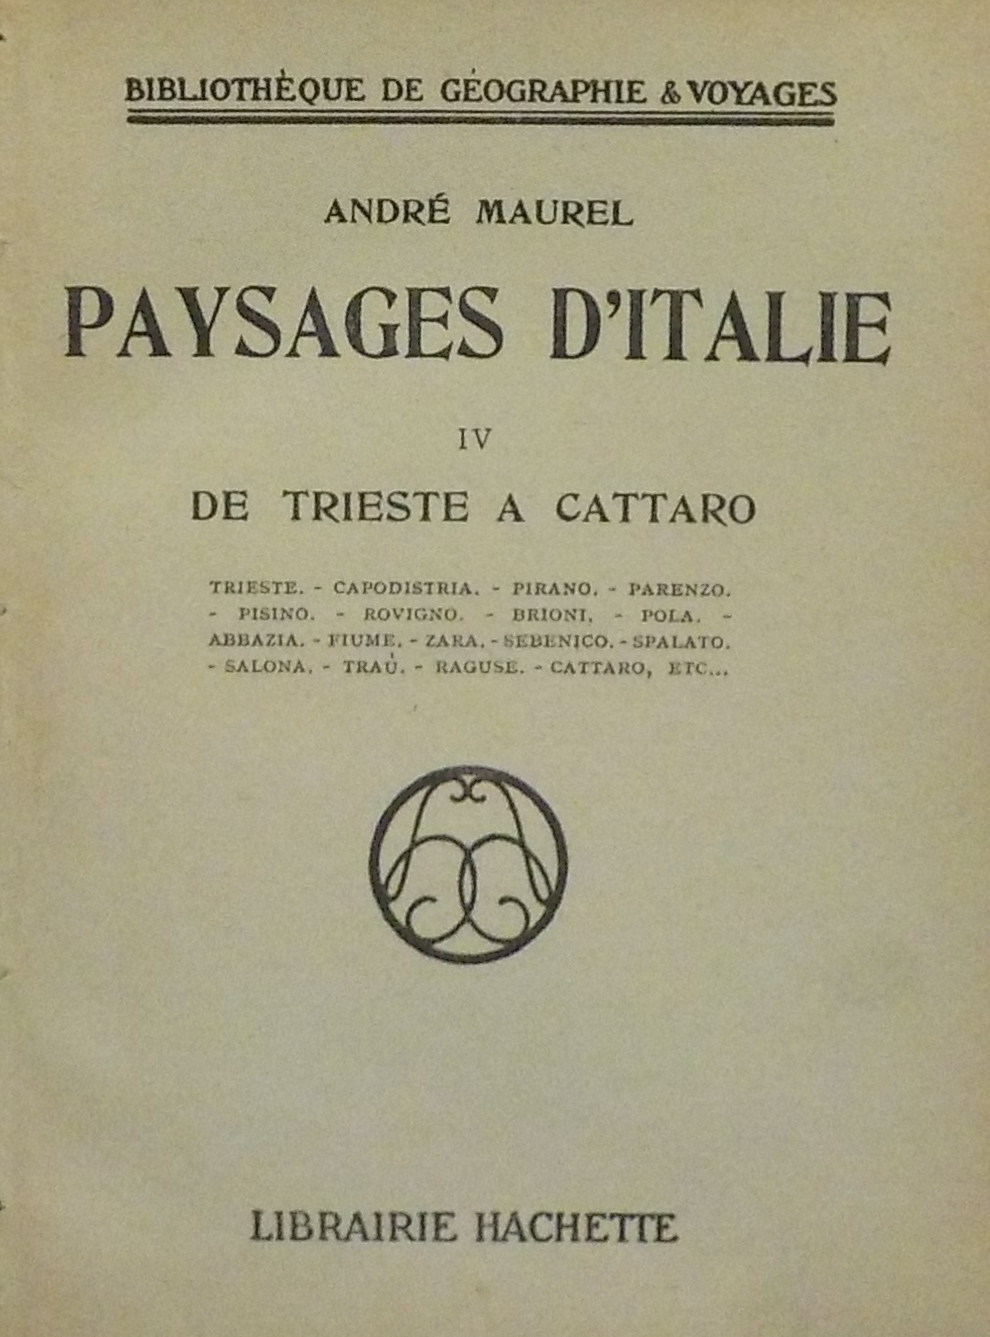 BIBLIOTHÈQUE DE GÉOGRAPHIE & VOYAGES
ANDRÉ MAUREL
PAYSAGES D'ITALIE
IV
DE TRIESTE A CATTARO
TRIESTE. - CAPODISTRIA. - PIRANO. - PARENZO.
- PISINO. - ROVIGNO. - BRIONI. - POLA. -
ABBAZIA. - FIUME. - ZARA. - SEBENICO. - SPALATO.
- SALONA. - TRAÙ. - RAGUSE. - CATTARO, ETC...
LIBRAIRIE HACHETTE